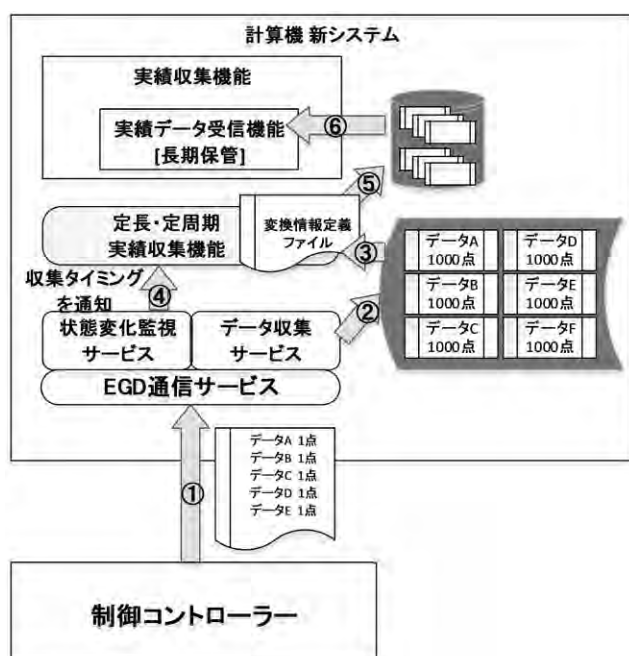 計算機 新システム
実績収集機能
実績データ受信機能
[長期保管]
⑥
⑤
定長・定周期
実績収集機能
変換情報定義
ファイル
③
データA
1000点
データD
1000点
データB
1000点
データE
1000点
データC
1000点
データF
1000点
収集タイミング
を通知
④
②
状態変化監視
サービス
データ収集
サービス
EGD通信サービス
①
データA 1点
データB 1点
データC 1点
データD 1点
データE 1点
制御コントローラー